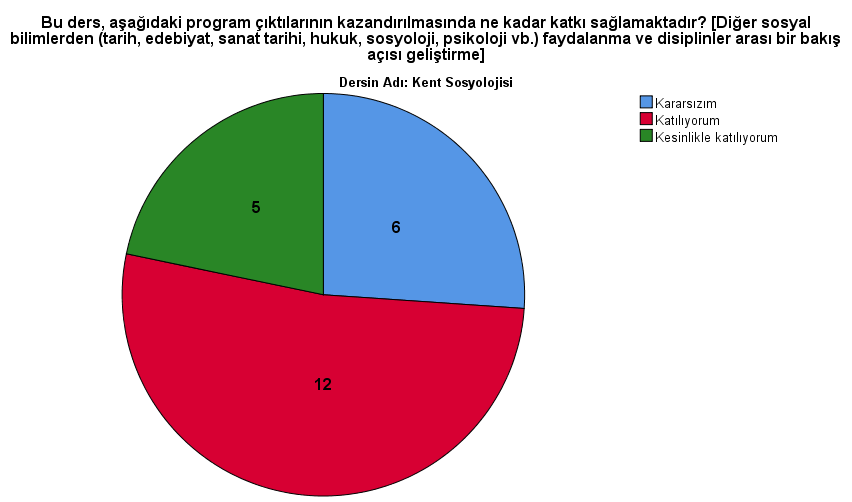 Bu ders, aşağıdaki program çıktılarının kazandırılmasında ne kadar katkı sağlamaktadır? [Diğer sosyal
bilimlerden (tarih, edebiyat, sanat tarihi, hukuk, sosyoloji, psikoloji vb.) faydalanma ve disiplinler arası bir bakış
açısı geliştirme]
Dersin Adı: Kent Sosyolojisi
Kararsızım
Katılıyorum
Kesinlikle katılıyorum
5
6
12